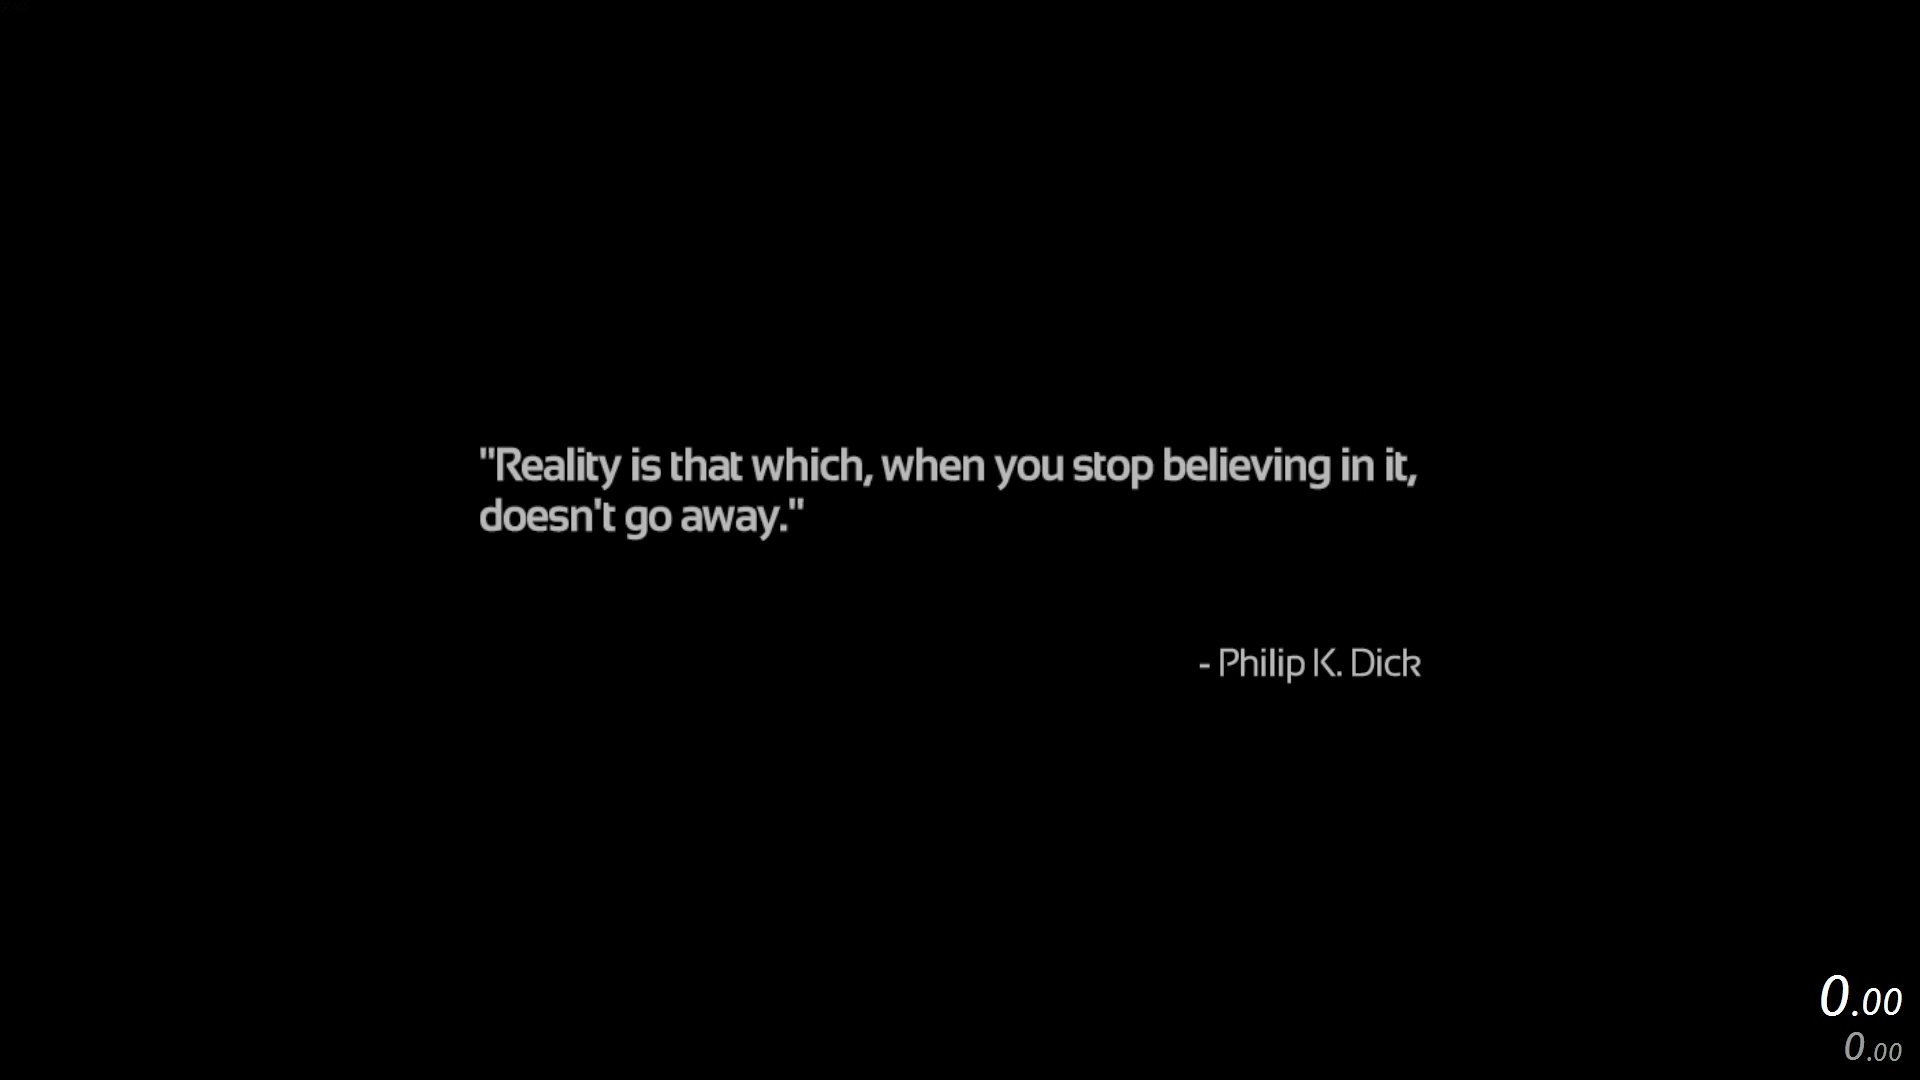 "Reality is that which, when you stop believing in it,
doesn't go away."
- Philip K. Dick
0.00
0.00